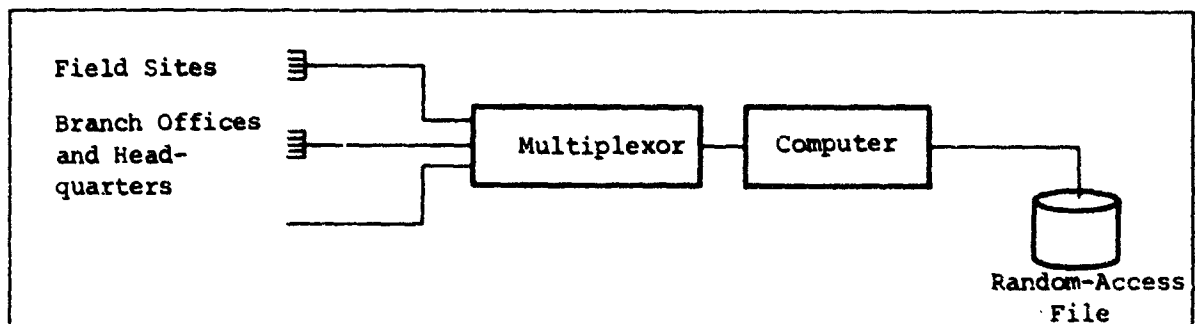 Field Sites
Branch Offices
and Head-
quarters
Multiplexor
Computer
Random-Access
File